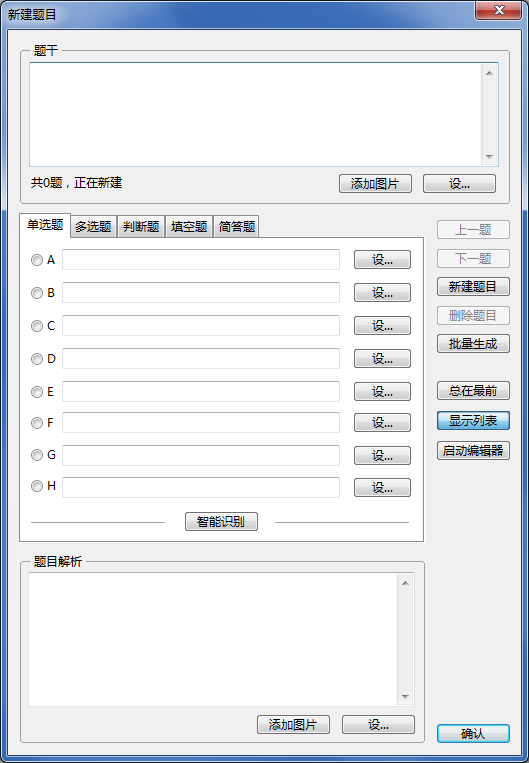 新建题目
题干
共0题，正在新建
添加图片
设...
单选题
多选题
判断题
填空题
简答题
A
设...
B
设...
C
设...
D
设...
E
设...
F
设...
G
设...
H
设...
智能识别
上一题
下一题
新建题目
删除题目
批量生成
总在最前
显示列表
启动编辑器
题目解析
添加图片
设...
确认